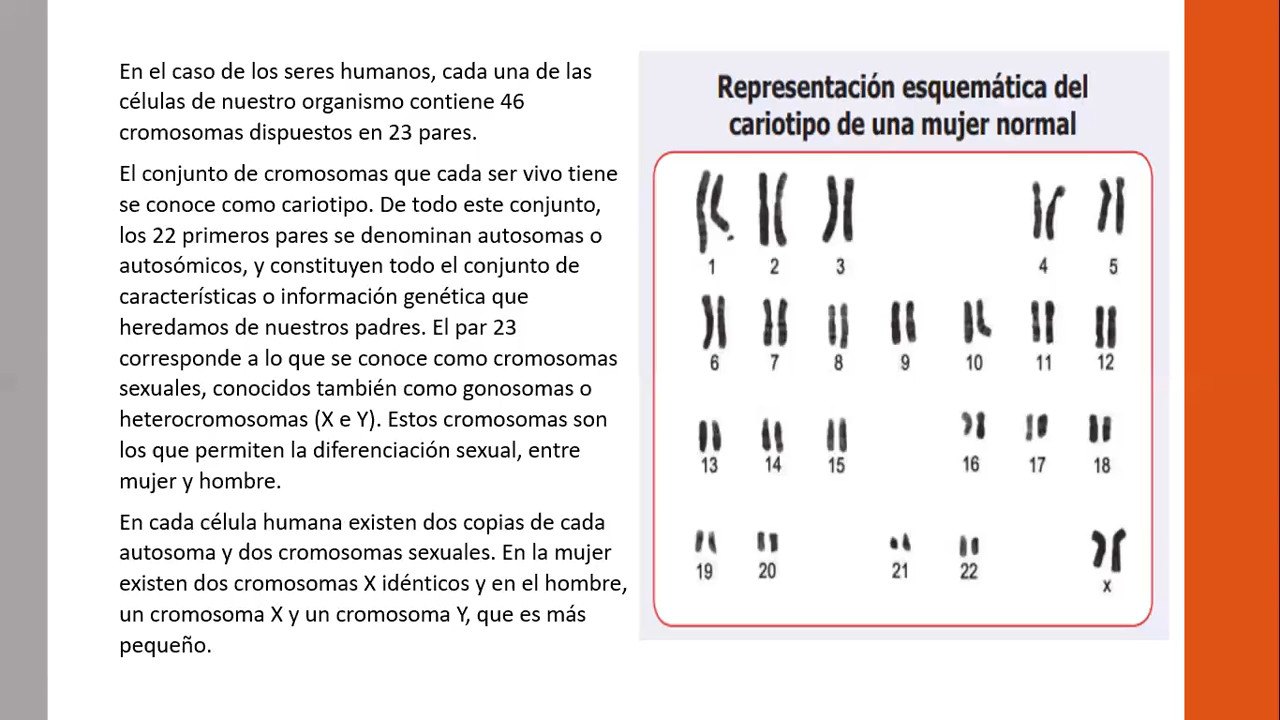 En el caso de los seres humanos, cada una de las
células de nuestro organismo contiene 46
cromosomas dispuestos en 23 pares.
El conjunto de cromosomas que cada ser vivo tiene
se conoce como cariotipo. De todo este conjunto,
los 22 primeros pares se denominan autosomas o
autosómicos, y constituyen todo el conjunto de
características o información genética que
heredamos de nuestros padres. El par 23
corresponde a lo que se conoce como cromosomas
sexuales, conocidos también como gonosomas o
heterocromosomas (X e Y). Estos cromosomas son
los que permiten la diferenciación sexual, entre
mujer y hombre.
En cada célula humana existen dos copias de cada
autosoma y dos cromosomas sexuales. En la mujer
existen dos cromosomas X idénticos y en el hombre,
un cromosoma X y un cromosoma Y, que es más
pequeño.
Representación esquemática del
cariotipo de una mujer normal
1 2 3 4 5
6 7 8 9 10 11 12
13 14 15 16 17 18
19 20 21 22 X